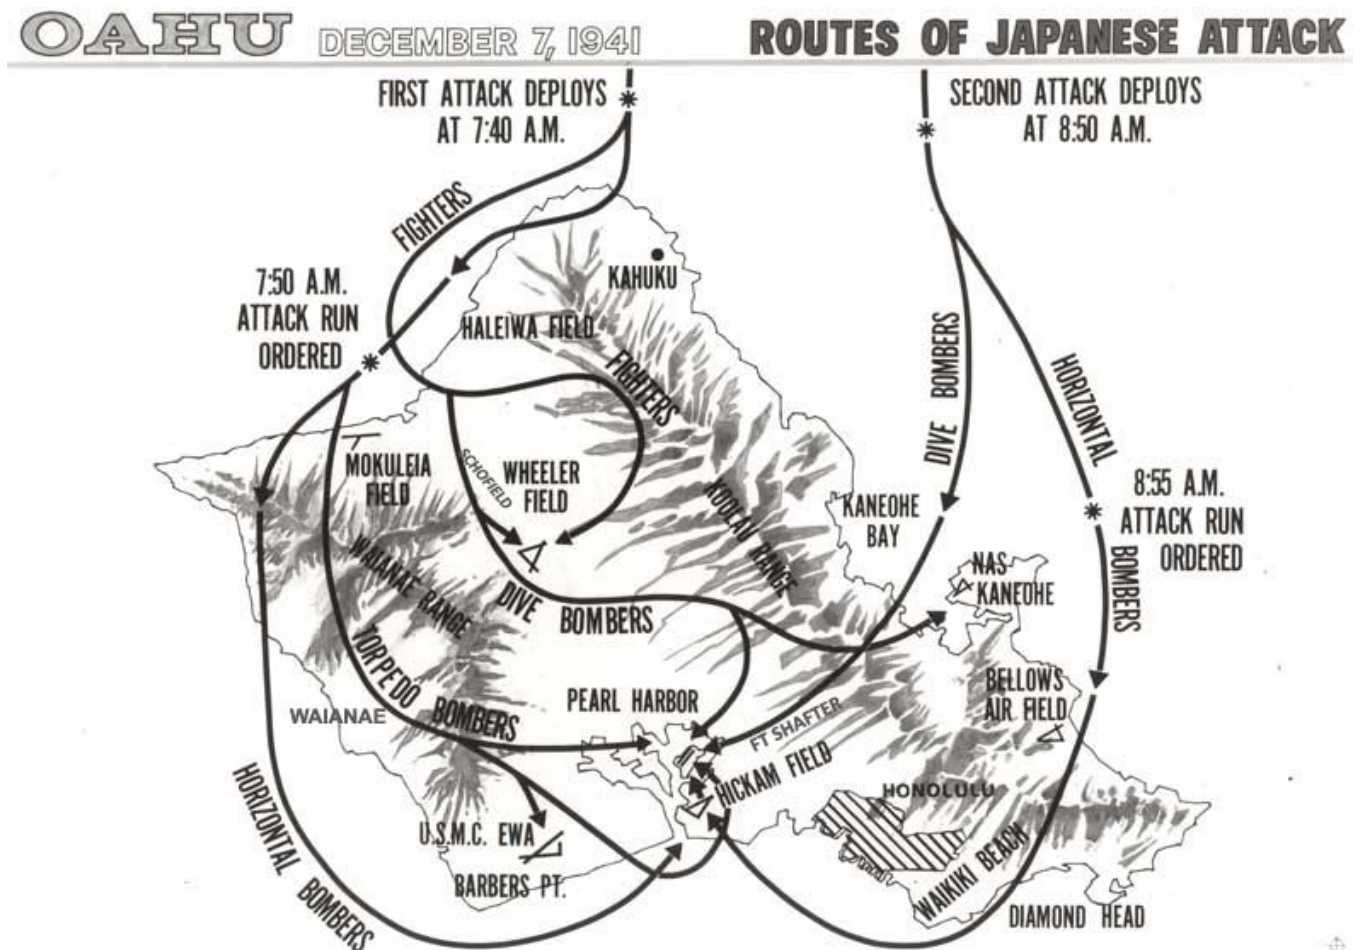 OAHU DECEMBER 7, 1941 ROUTES OF JAPANESE ATTACK
FIRST ATTACK DEPLOYS
AT 7:40 A.M.
SECOND ATTACK DEPLOYS
AT 8:50 A.M.
FIGHTERS
KAHUKU
7:50 A.M.
ATTACK RUN
ORDERED
HALEIWA FIELD
FIGHTERS
DIVE BOMBERS
HORIZONTAL
BOMBERS
MOKULEIA
FIELD
SCHOFIELD
WHEELER
FIELD
KOOLAU RANGE
KANEOHE
BAY
8:55 A.M.
ATTACK RUN
ORDERED
NAS
KANEOHE
WAIANAE RANGE
DIVE BOMBERS
TORPEDO BOMBERS
WAIANAE
PEARL HARBOR
FT SHAFTER
BELLOWS
AIR FIELD
HICKAM FIELD
HONOLULU
HORIZONTAL BOMBERS
U.S.M.C. EWA
BARBERS PT.
WAIKIKI BEACH
DIAMOND HEAD